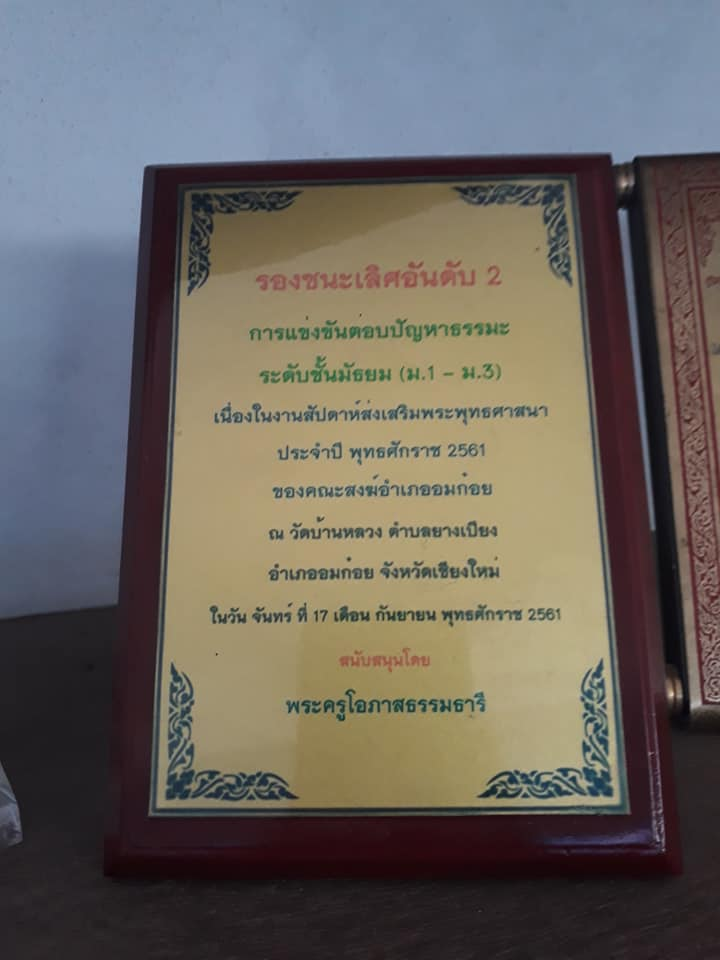 รองชนะเลิศอันดับ 2
การแข่งขันตอบปัญหาธรรมะ
ระดับชั้นมัธยม (ม.1 – ม.3)
เนื่องในงานสัปดาห์ส่งเสริมพระพุทธศาสนา
ประจำปี พุทธศักราช 2561
ของคณะสงฆ์อำเภออมก๋อย
ณ วัดบ้านหลวง ตำบลยางเปียง
อำเภออมก๋อย จังหวัดเชียงใหม่
ในวัน จันทร์ ที่ 17 เดือน กันยายน พุทธศักราช 2561
สนับสนุนโดย
พระครูโอภาสธรรมธารี